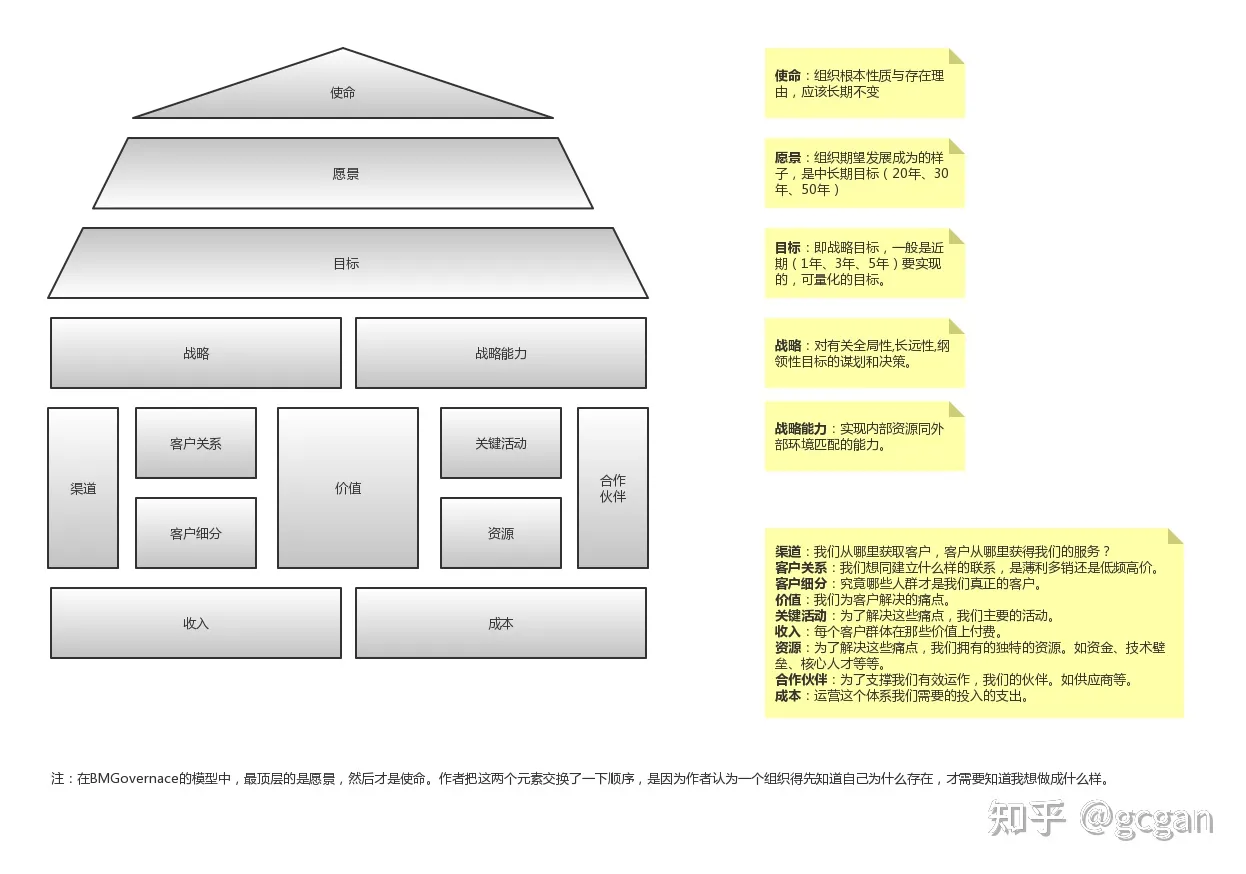 使命
愿景
目标
战略
战略能力
渠道
客户关系
客户细分
价值
关键活动
资源
合作
伙伴
收入
成本
使命：组织根本性质与存在理
由，应该长期不变
愿景：组织期望发展成为的样
子，是中长期目标（20年、30
年、50年）
目标：即战略目标，一般是近
期（1年、3年、5年）要实现
的，可量化的目标。
战略：对有关全局性,长远性,纲
领性目标的谋划和决策。
战略能力：实现内部资源同外
部环境匹配的能力。
渠道：我们从哪里获取客户，客户从哪里获得我们的服务？
客户关系：我们想同建立什么样的联系，是薄利多销还是低频高价。
客户细分：究竟哪些人群才是我们真正的客户。
价值：我们为客户解决的痛点。
关键活动：为了解决这些痛点，我们主要的活动。
收入：每个客户群体在那些价值上付费。
资源：为了解决这些痛点，我们拥有的独特的资源。如资金、技术壁
垒、核心人才等等。
合作伙伴：为了支撑我们有效运作，我们的伙伴。如供应商等。
成本：运营这个体系我们需要的投入的支出。
注：在BMGovernace的模型中，最顶层的是愿景，然后才是使命。作者把这两个元素交换了一下顺序，是因为作者认为一个组织得先知道自己为什么存在，才需要知道我想做成什么样。
知乎 @gcgan